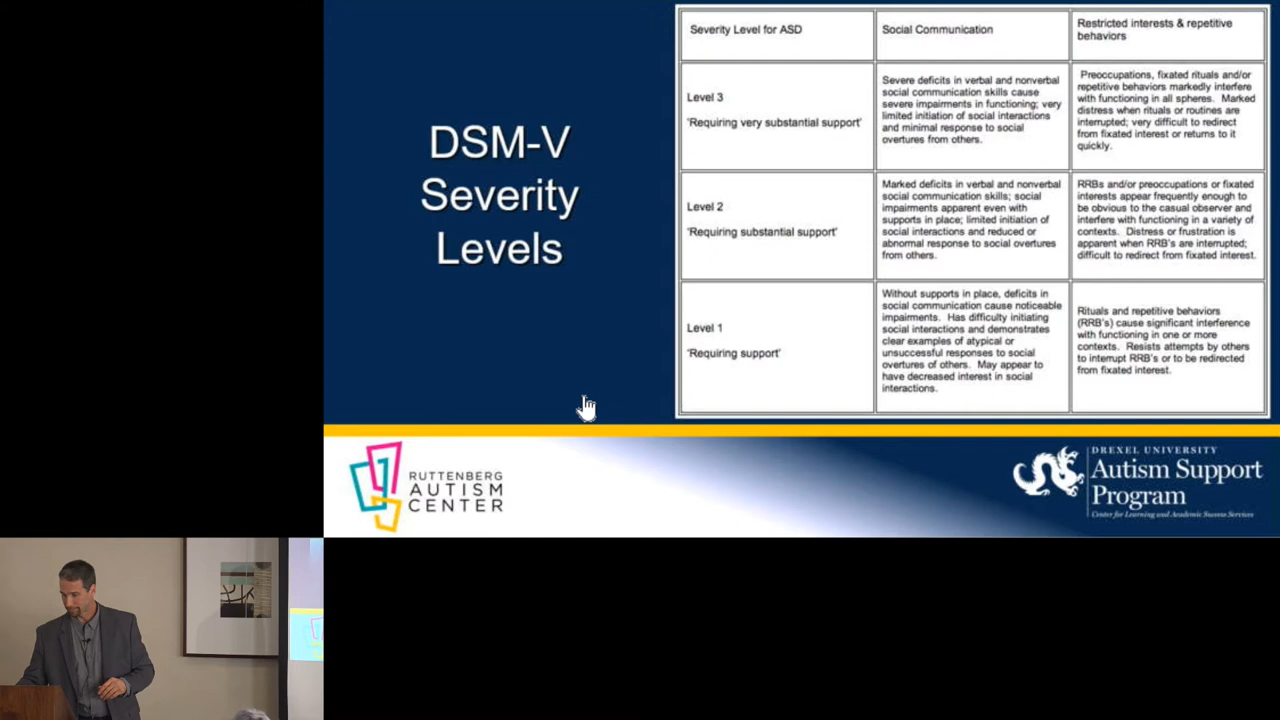 DSM-V
Severity
Levels
Severity Level for ASD
Social Communication
Restricted interests & repetitive
behaviors
Level 3
'Requiring very substantial support'
Severe deficits in verbal and nonverbal
social communication skills cause
severe impairments in functioning; very
limited initiation of social interactions
and minimal response to social
overtures from others.
Preoccupations, fixated rituals and/or
repetitive behaviors markedly interfere
with functioning in all spheres. Marked
distress when rituals or routines are
interrupted; very difficult to redirect
from fixated interest or returns to it
quickly.
Level 2
'Requiring substantial support'
Marked deficits in verbal and nonverbal
social communication skills; social
impairments apparent even with
supports in place; limited initiation of
social interactions and reduced or
abnormal response to social overtures
from others.
RRBs and/or preoccupations or fixated
interests appear frequently enough to
be obvious to the casual observer and
interfere with functioning in a variety of
contexts. Distress or frustration is
apparent when RRB's are interrupted;
difficult to redirect from fixated interest.
Level 1
'Requiring support'
Without supports in place, deficits in
social communication cause noticeable
impairments. Has difficulty initiating
social interactions and demonstrates
clear examples of atypical or
unsuccessful responses to social
overtures of others. May appear to
have decreased interest in social
interactions.
Rituals and repetitive behaviors
(RRB's) cause significant interference
with functioning in one or more
contexts. Resists attempts by others
to interrupt RRB's or to be redirected
from fixated interest.
RUTTENBERG
AUTISM
CENTER
DREXEL UNIVERSITY
Autism Support
Program
Center for Learning and Academic Success Services